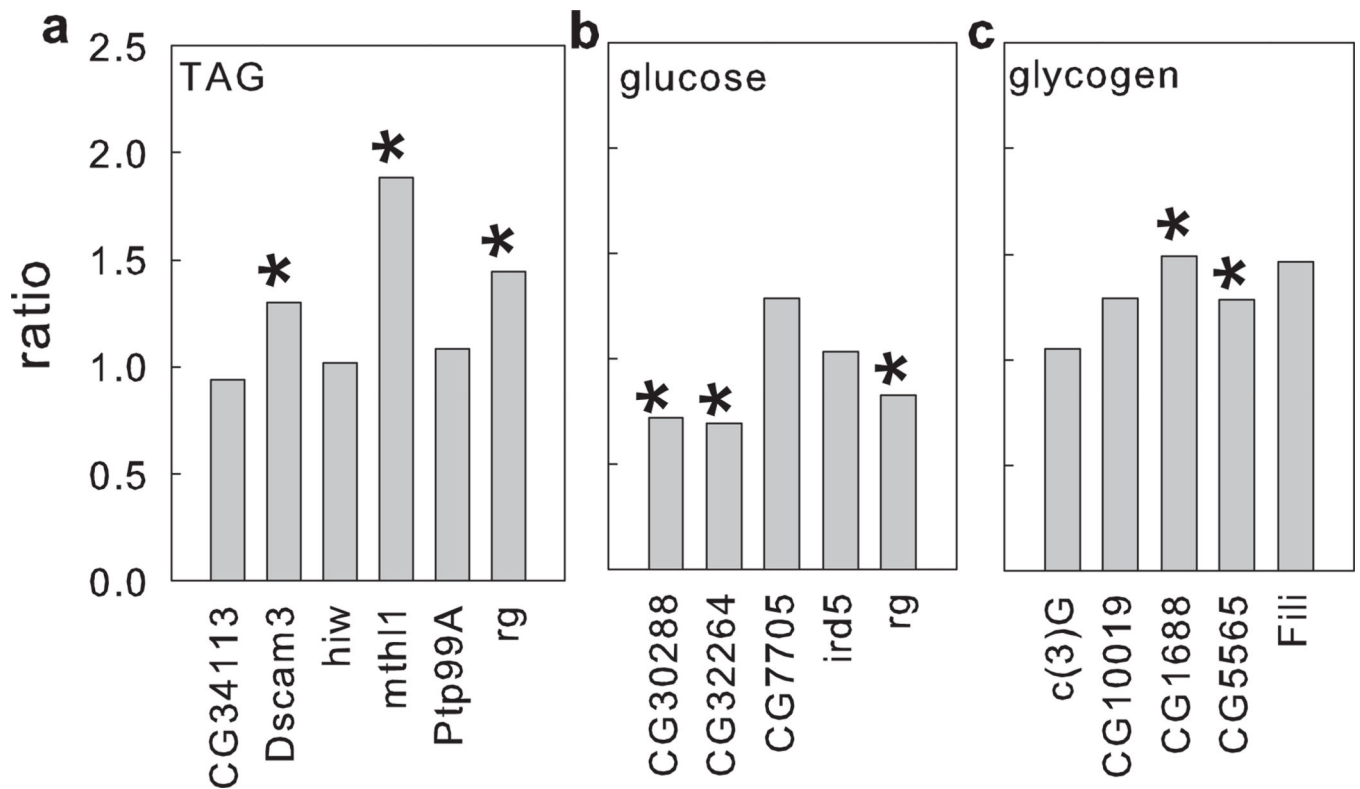 a
b
c
2.5
2.0
1.5
1.0
0.5
0.0
ratio
TAG
*
*
*
CG34113
Dscam3
hiw
mthl1
Ptp99A
rg
glucose
*
*
*
CG30288
CG32264
CG7705
ird5
rg
glycogen
*
*
c(3)G
CG10019
CG1688
CG5565
Fili